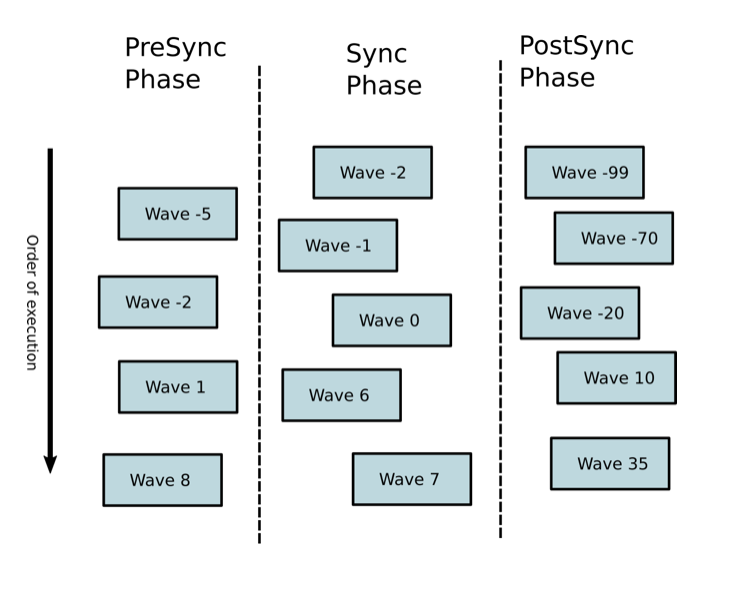 PreSync
Phase
Sync
Phase
PostSync
Phase
Order of execution
Wave -5
Wave -2
Wave 1
Wave 8
Wave -2
Wave -1
Wave 0
Wave 6
Wave 7
Wave -99
Wave -70
Wave -20
Wave 10
Wave 35